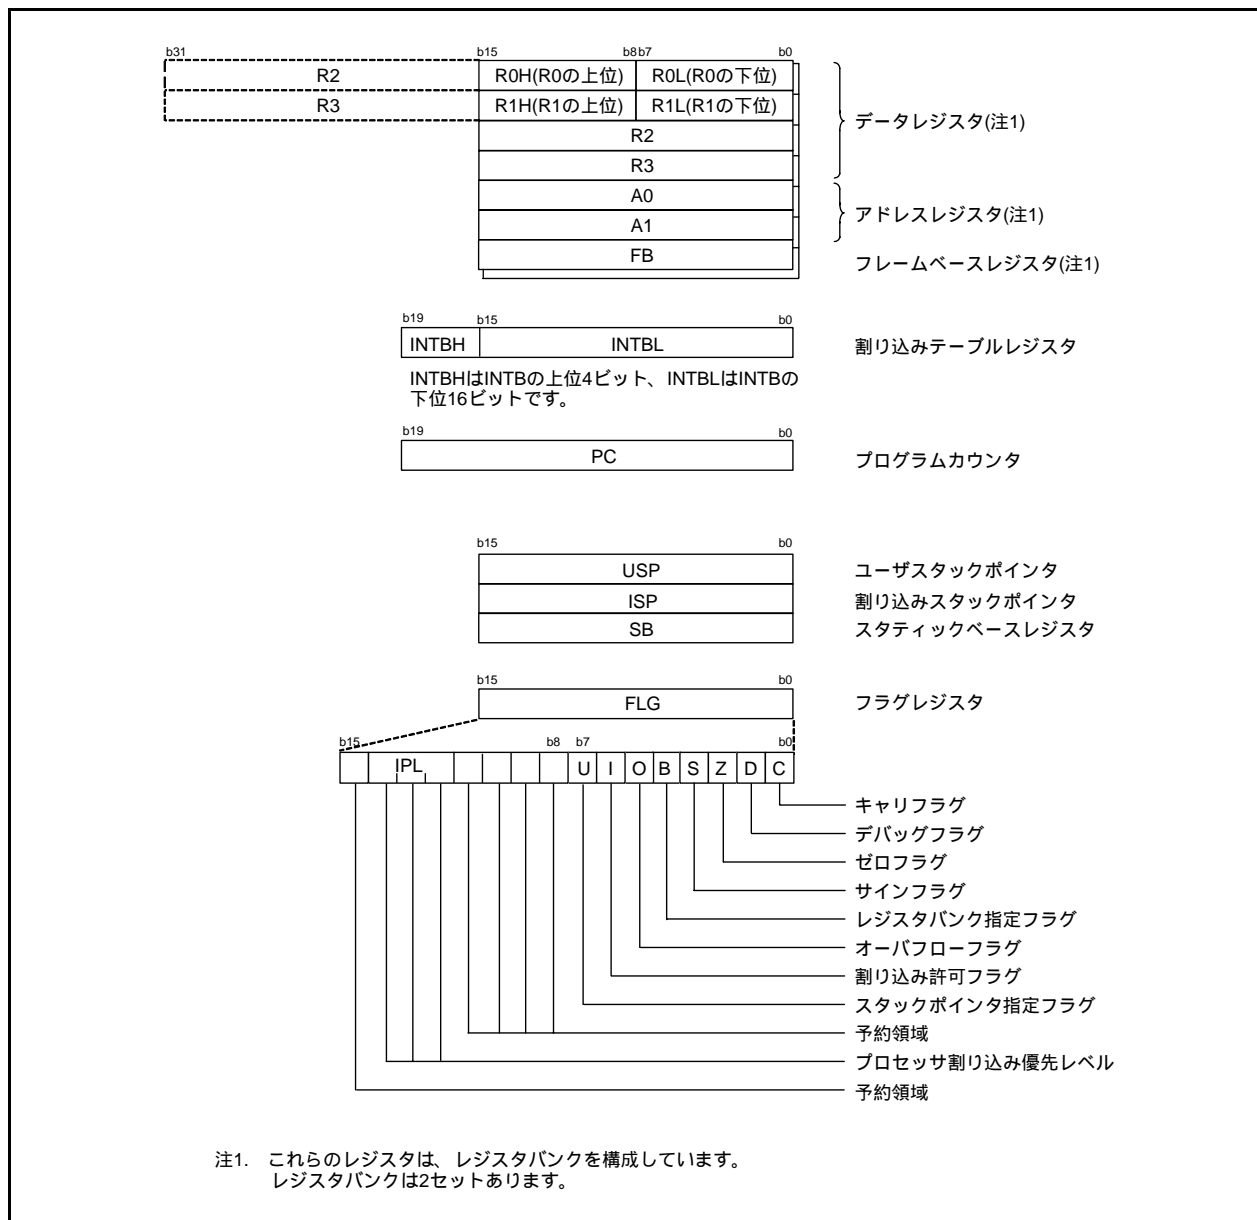 b31 b15 b8b7 b0
R2 R0H(R0の上位) R0L(R0の下位)
R3 R1H(R1の上位) R1L(R1の下位)
データレジスタ(注1)
R2
R3
A0
アドレスレジスタ(注1)
A1
FB フレームベースレジスタ(注1)
b19 b15 b0
INTBH INTBL 割り込みテーブルレジスタ
INTBHはINTBの上位4ビット、INTBLはINTBの
下位16ビットです。
b19 b0
PC プログラムカウンタ
b15 b0
USP ユーザスタックポインタ
ISP 割り込みスタックポインタ
SB スタティックベースレジスタ
b15 b0
FLG フラグレジスタ
b15 b8 b7 b0
IPL U I O B S Z D C
キャリフラグ
デバッグフラグ
ゼロフラグ
サインフラグ
レジスタバンク指定フラグ
オーバフローフラグ
割り込み許可フラグ
スタックポインタ指定フラグ
予約領域
プロセッサ割り込み優先レベル
予約領域
注1. これらのレジスタは、レジスタバンクを構成しています。
レジスタバンクは2セットあります。